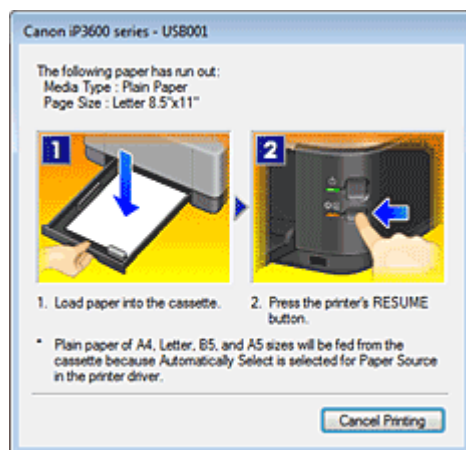 Canon iP3600 series - USB001
The following paper has run out:
Media Type : Plain Paper
Page Size : Letter 8.5"x11"
1 2
1. Load paper into the cassette. 2. Press the printer's RESUME
button.
* Plain paper of A4, Letter, B5, and A5 sizes will be fed from the
cassette because Automatically Select is selected for Paper Source
in the printer driver.
Cancel Printing